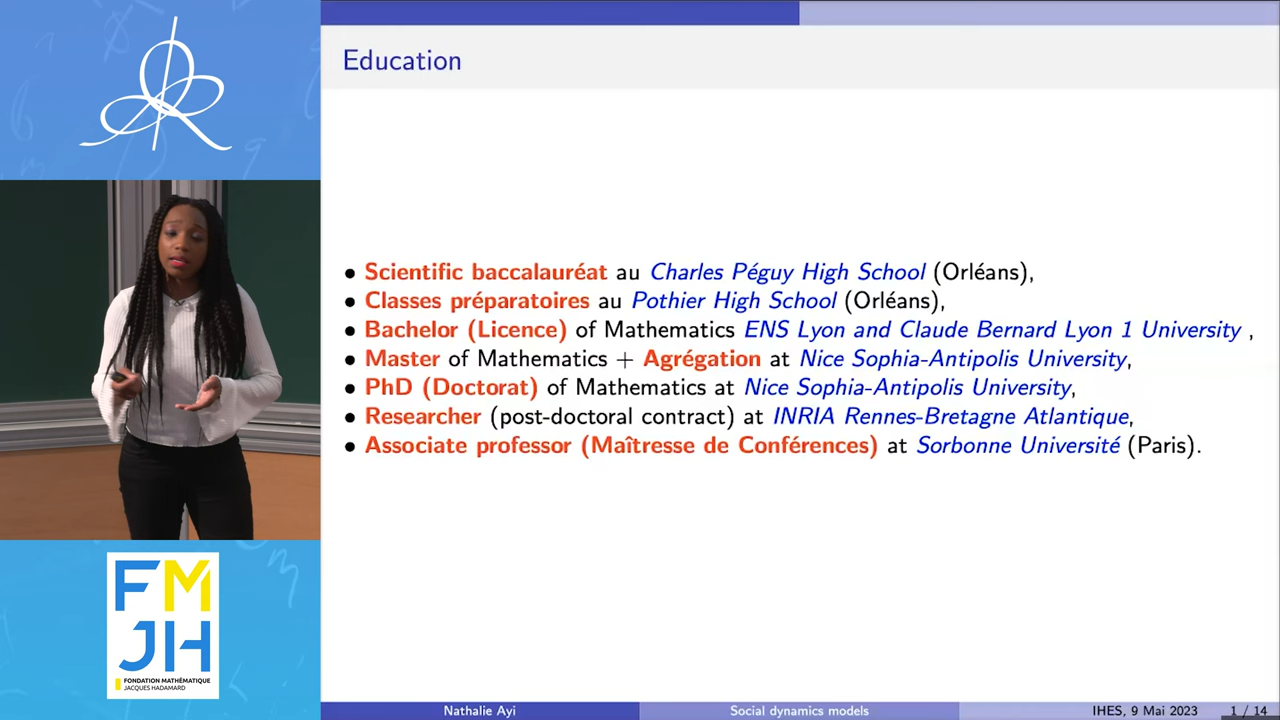 Education
• Scientific baccalauréat au Charles Péguy High School (Orléans),
• Classes préparatoires au Pothier High School (Orléans),
• Bachelor (Licence) of Mathematics ENS Lyon and Claude Bernard Lyon 1 University ,
• Master of Mathematics + Agrégation at Nice Sophia-Antipolis University,
• PhD (Doctorat) of Mathematics at Nice Sophia-Antipolis University,
• Researcher (post-doctoral contract) at INRIA Rennes-Bretagne Atlantique,
• Associate professor (Maîtresse de Conférences) at Sorbonne Université (Paris).
FM
JH
FONDATION MATHÉMATIQUE
JACQUES HADAMARD
Nathalie Ayi
Social dynamics models
IHES, 9 Mai 2023
1 / 14